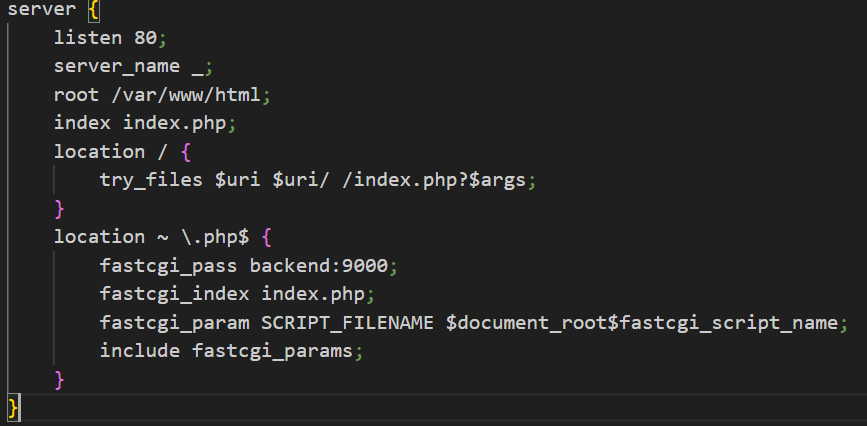 server {
    listen 80;
    server_name _;
    root /var/www/html;
    index index.php;
    location / {
        try_files $uri $uri/ /index.php?$args;
    }
    location ~ \.php$ {
        fastcgi_pass backend:9000;
        fastcgi_index index.php;
        fastcgi_param SCRIPT_FILENAME $document_root$fastcgi_script_name;
        include fastcgi_params;
    }
}